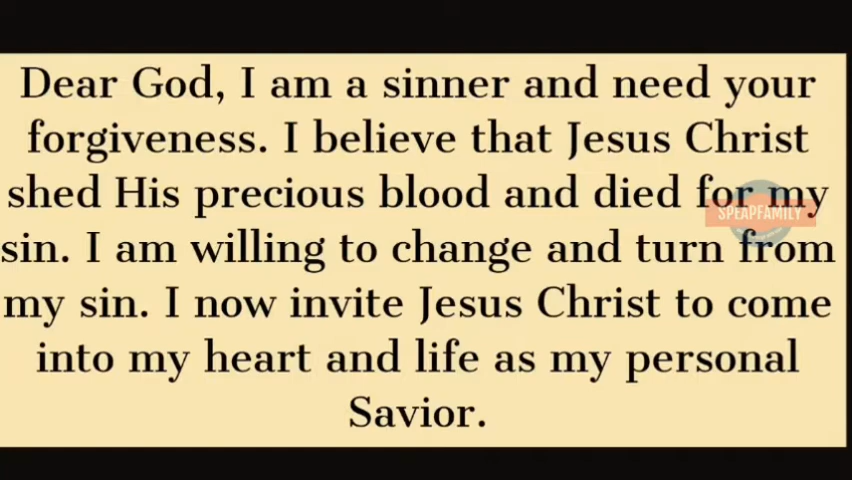 Dear God, I am a sinner and need your
forgiveness. I believe that Jesus Christ
shed His precious blood and died for my
SPEAPFAMILY
sin. I am willing to change and turn from
my sin. I now invite Jesus Christ to come
into my heart and life as my personal
Savior.